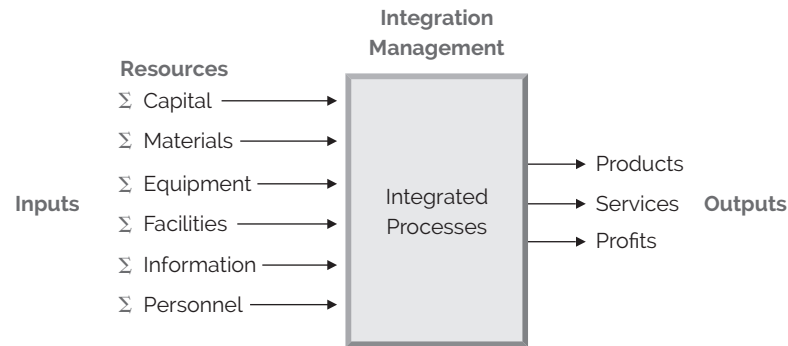 Integration
Management
Resources
Σ Capital
Σ Materials
Σ Equipment
Σ Facilities
Σ Information
Σ Personnel
Inputs
Integrated
Processes
Products
Services
Profits
Outputs